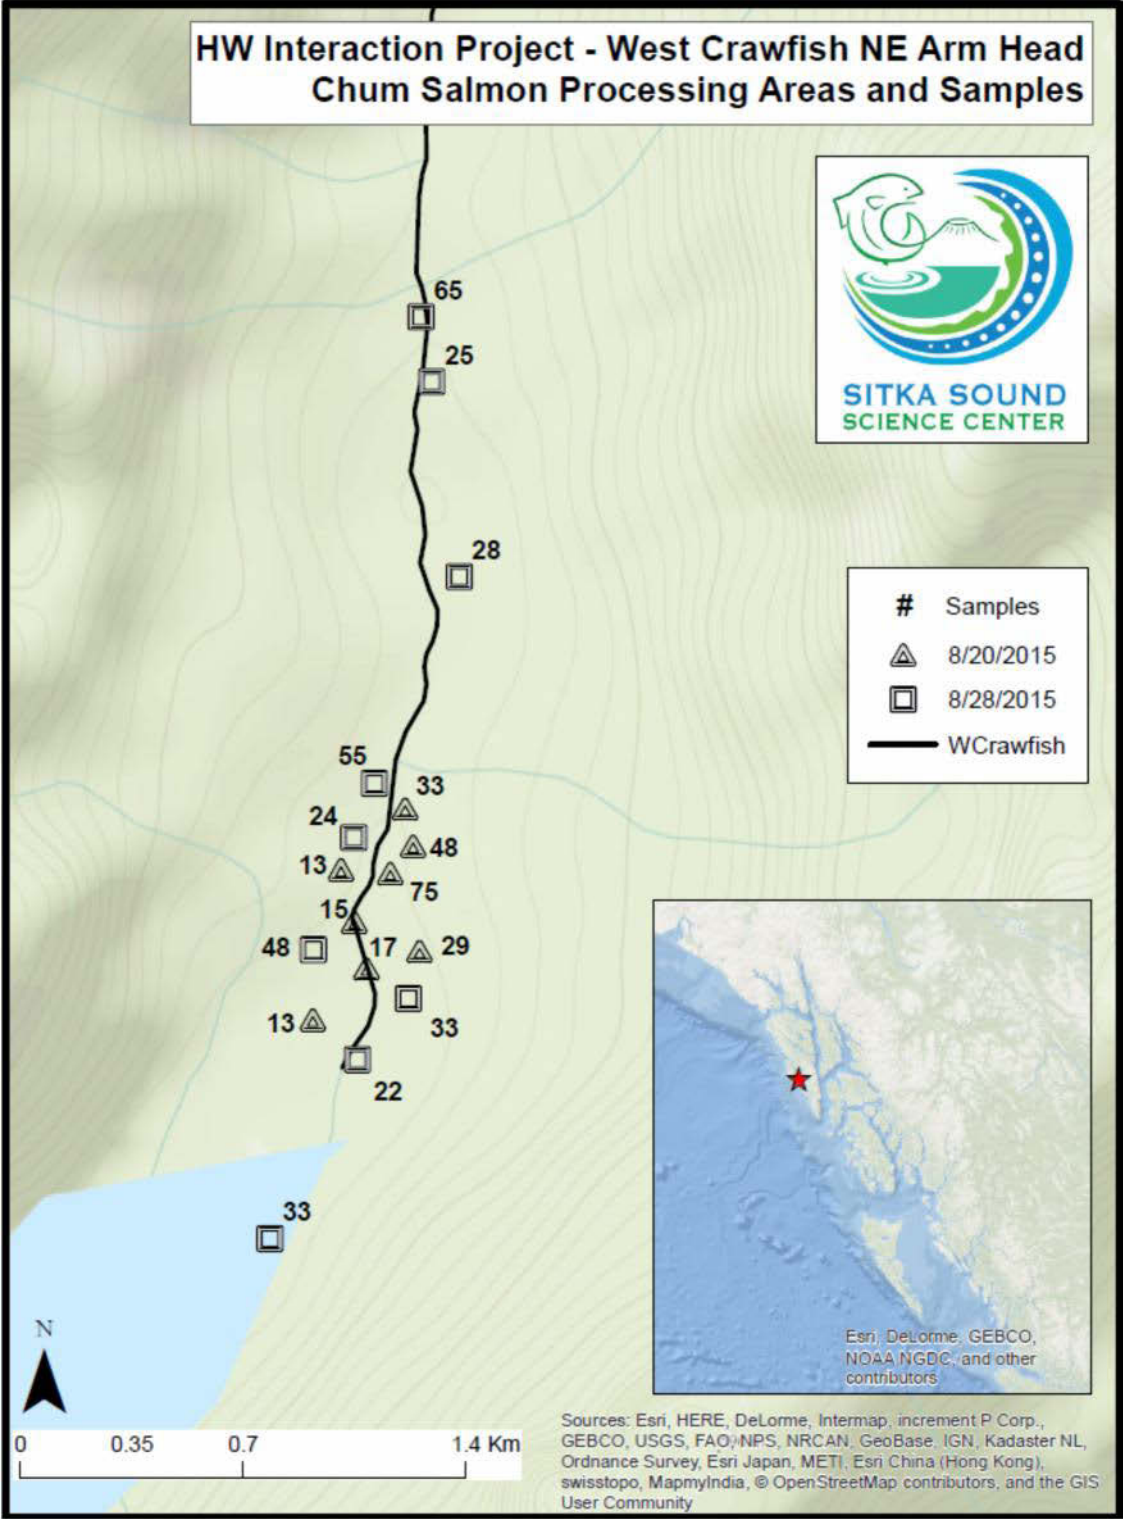 HW Interaction Project - West Crawfish NE Arm Head
Chum Salmon Processing Areas and Samples
SITKA SOUND
SCIENCE CENTER
65
25
28
# Samples
8/20/2015
8/28/2015
WCrawfish
55
33
24
48
13
75
15
48
17
29
13
33
22
33
N
0 0.35 0.7 1.4 Km
Esri, DeLorme, GEBCO,
NOAA NGDC, and other
contributors
Sources: Esri, HERE, DeLorme, Intermap, increment P Corp.,
GEBCO, USGS, FAO, NPS, NRCAN, GeoBase, IGN, Kadaster NL,
Ordnance Survey, Esri Japan, METI, Esri China (Hong Kong),
swisstopo, MapmyIndia, © OpenStreetMap contributors, and the GIS
User Community